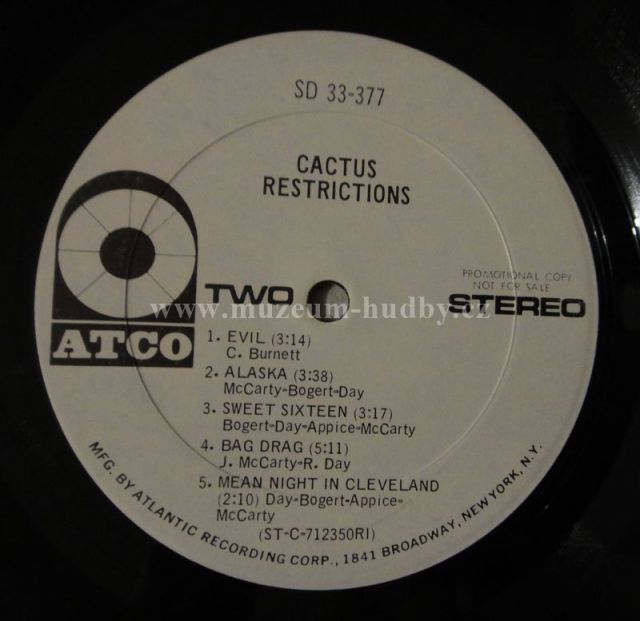 SD 33-377
CACTUS
RESTRICTIONS
PROMOTIONAL COPY
NOT FOR SALE
TWO
STEREO
www.muzeum-hudby.cz
ATCO
1. EVIL (3:14)
C. Burnett
2. ALASKA (3:38)
McCarty-Bogert-Day
3. SWEET SIXTEEN (3:17)
Bogert-Day-Appice-McCarty
4. BAG DRAG (5:11)
J. McCarty-R. Day
5. MEAN NIGHT IN CLEVELAND
(2:10) Day-Bogert-Appice-
McCarty
(ST-C-712350RI)
MFG. BY ATLANTIC RECORDING CORP., 1841 BROADWAY, NEW YORK, N.Y.